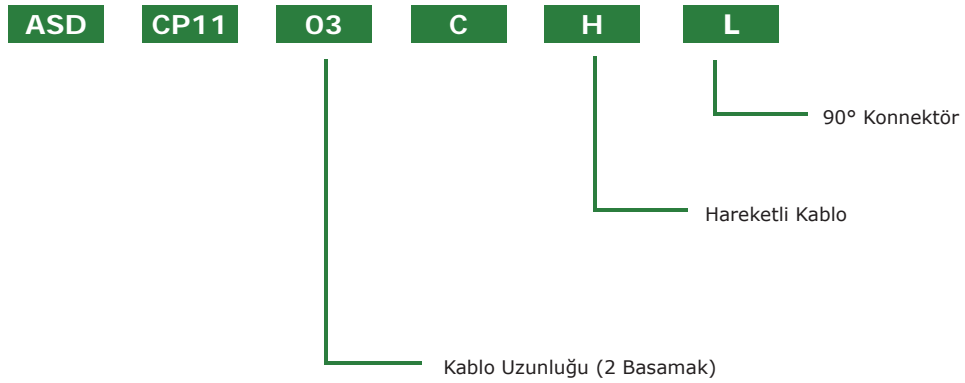 ASD CP11 03 C H L
90° Konnektör
Hareketli Kablo
Kablo Uzunluğu (2 Basamak)